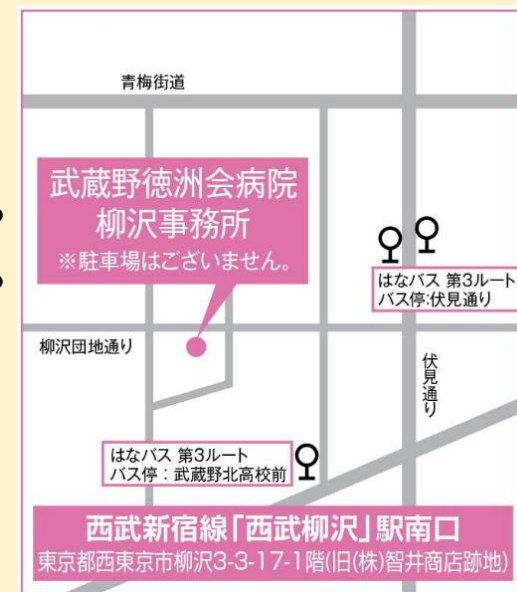 青梅街道
武蔵野徳洲会病院
柳沢事務所
※駐車場はございません。
はなバス 第3ルート
バス停:伏見通り
柳沢団地通り
伏見通り
はなバス 第3ルート
バス停：武蔵野北高校前
西武新宿線「西武柳沢」駅南口
東京都西東京市柳沢3-3-17-1階(旧(株)智井商店跡地)